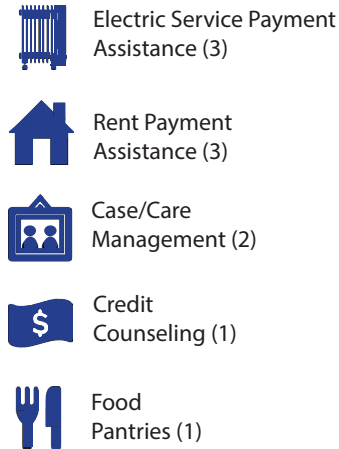 Electric Service Payment
Assistance (3)
Rent Payment
Assistance (3)
Case/Care
Management (2)
$
Credit
Counseling (1)
Food
Pantries (1)